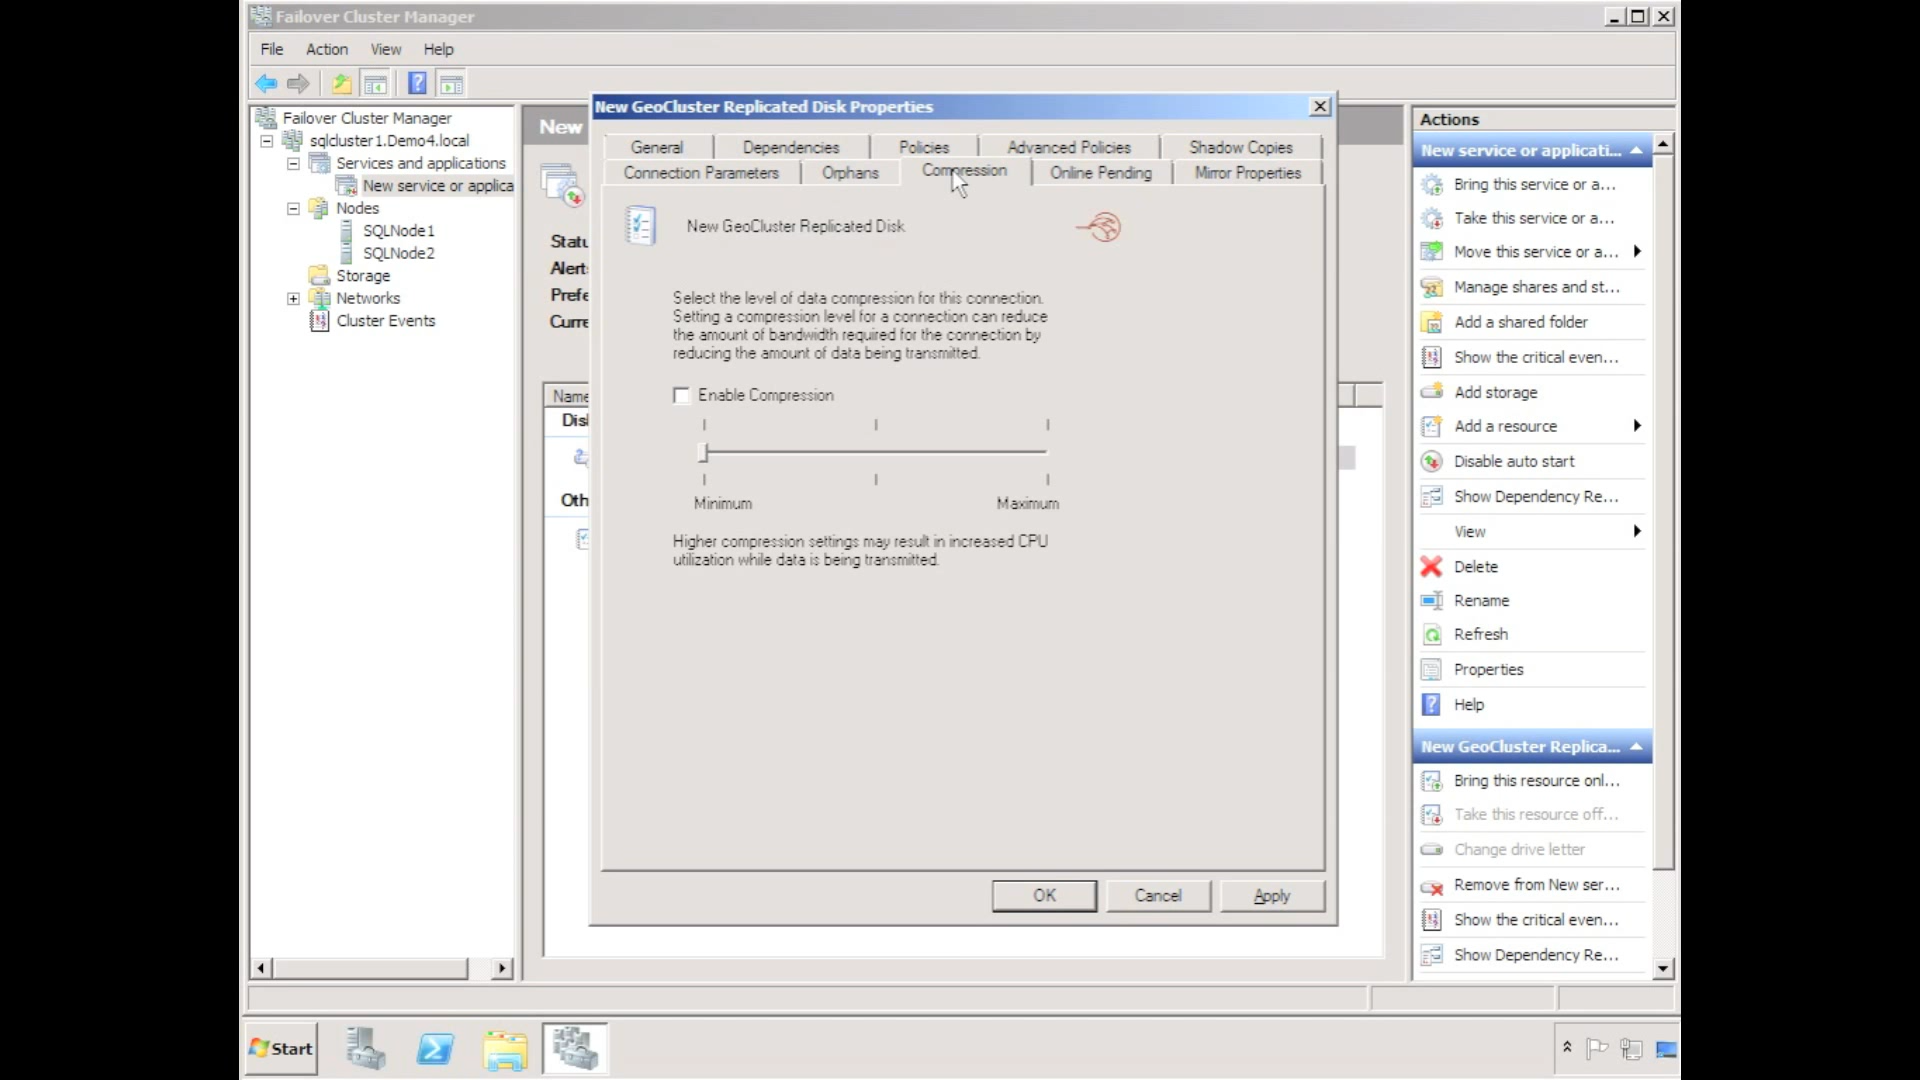 Failover Cluster Manager
File Action View Help
Failover Cluster Manager
sqlcluster1.Demo4.local
Services and applications
New service or applica
Nodes
SQLNode1
SQLNode2
Storage
Networks
Cluster Events
New
Statu
Alert
Prefe
Curre
Name
Disk
Oth
New GeoCluster Replicated Disk Properties
General Dependencies Policies Advanced Policies Shadow Copies
Connection Parameters Orphans Compression Online Pending Mirror Properties
New GeoCluster Replicated Disk
Select the level of data compression for this connection.
Setting a compression level for a connection can reduce
the amount of bandwidth required for the connection by
reducing the amount of data being transmitted.
Enable Compression
Minimum Maximum
Higher compression settings may result in increased CPU
utilization while data is being transmitted.
OK Cancel Apply
Actions
New service or applicati...
Bring this service or a...
Take this service or a...
Move this service or a...
Manage shares and st...
Add a shared folder
Show the critical even...
Add storage
Add a resource
Disable auto start
Show Dependency Re...
View
Delete
Rename
Refresh
Properties
Help
New GeoCluster Replica...
Bring this resource onl...
Take this resource off...
Change drive letter
Remove from New ser...
Show the critical even...
Show Dependency Re...
Start